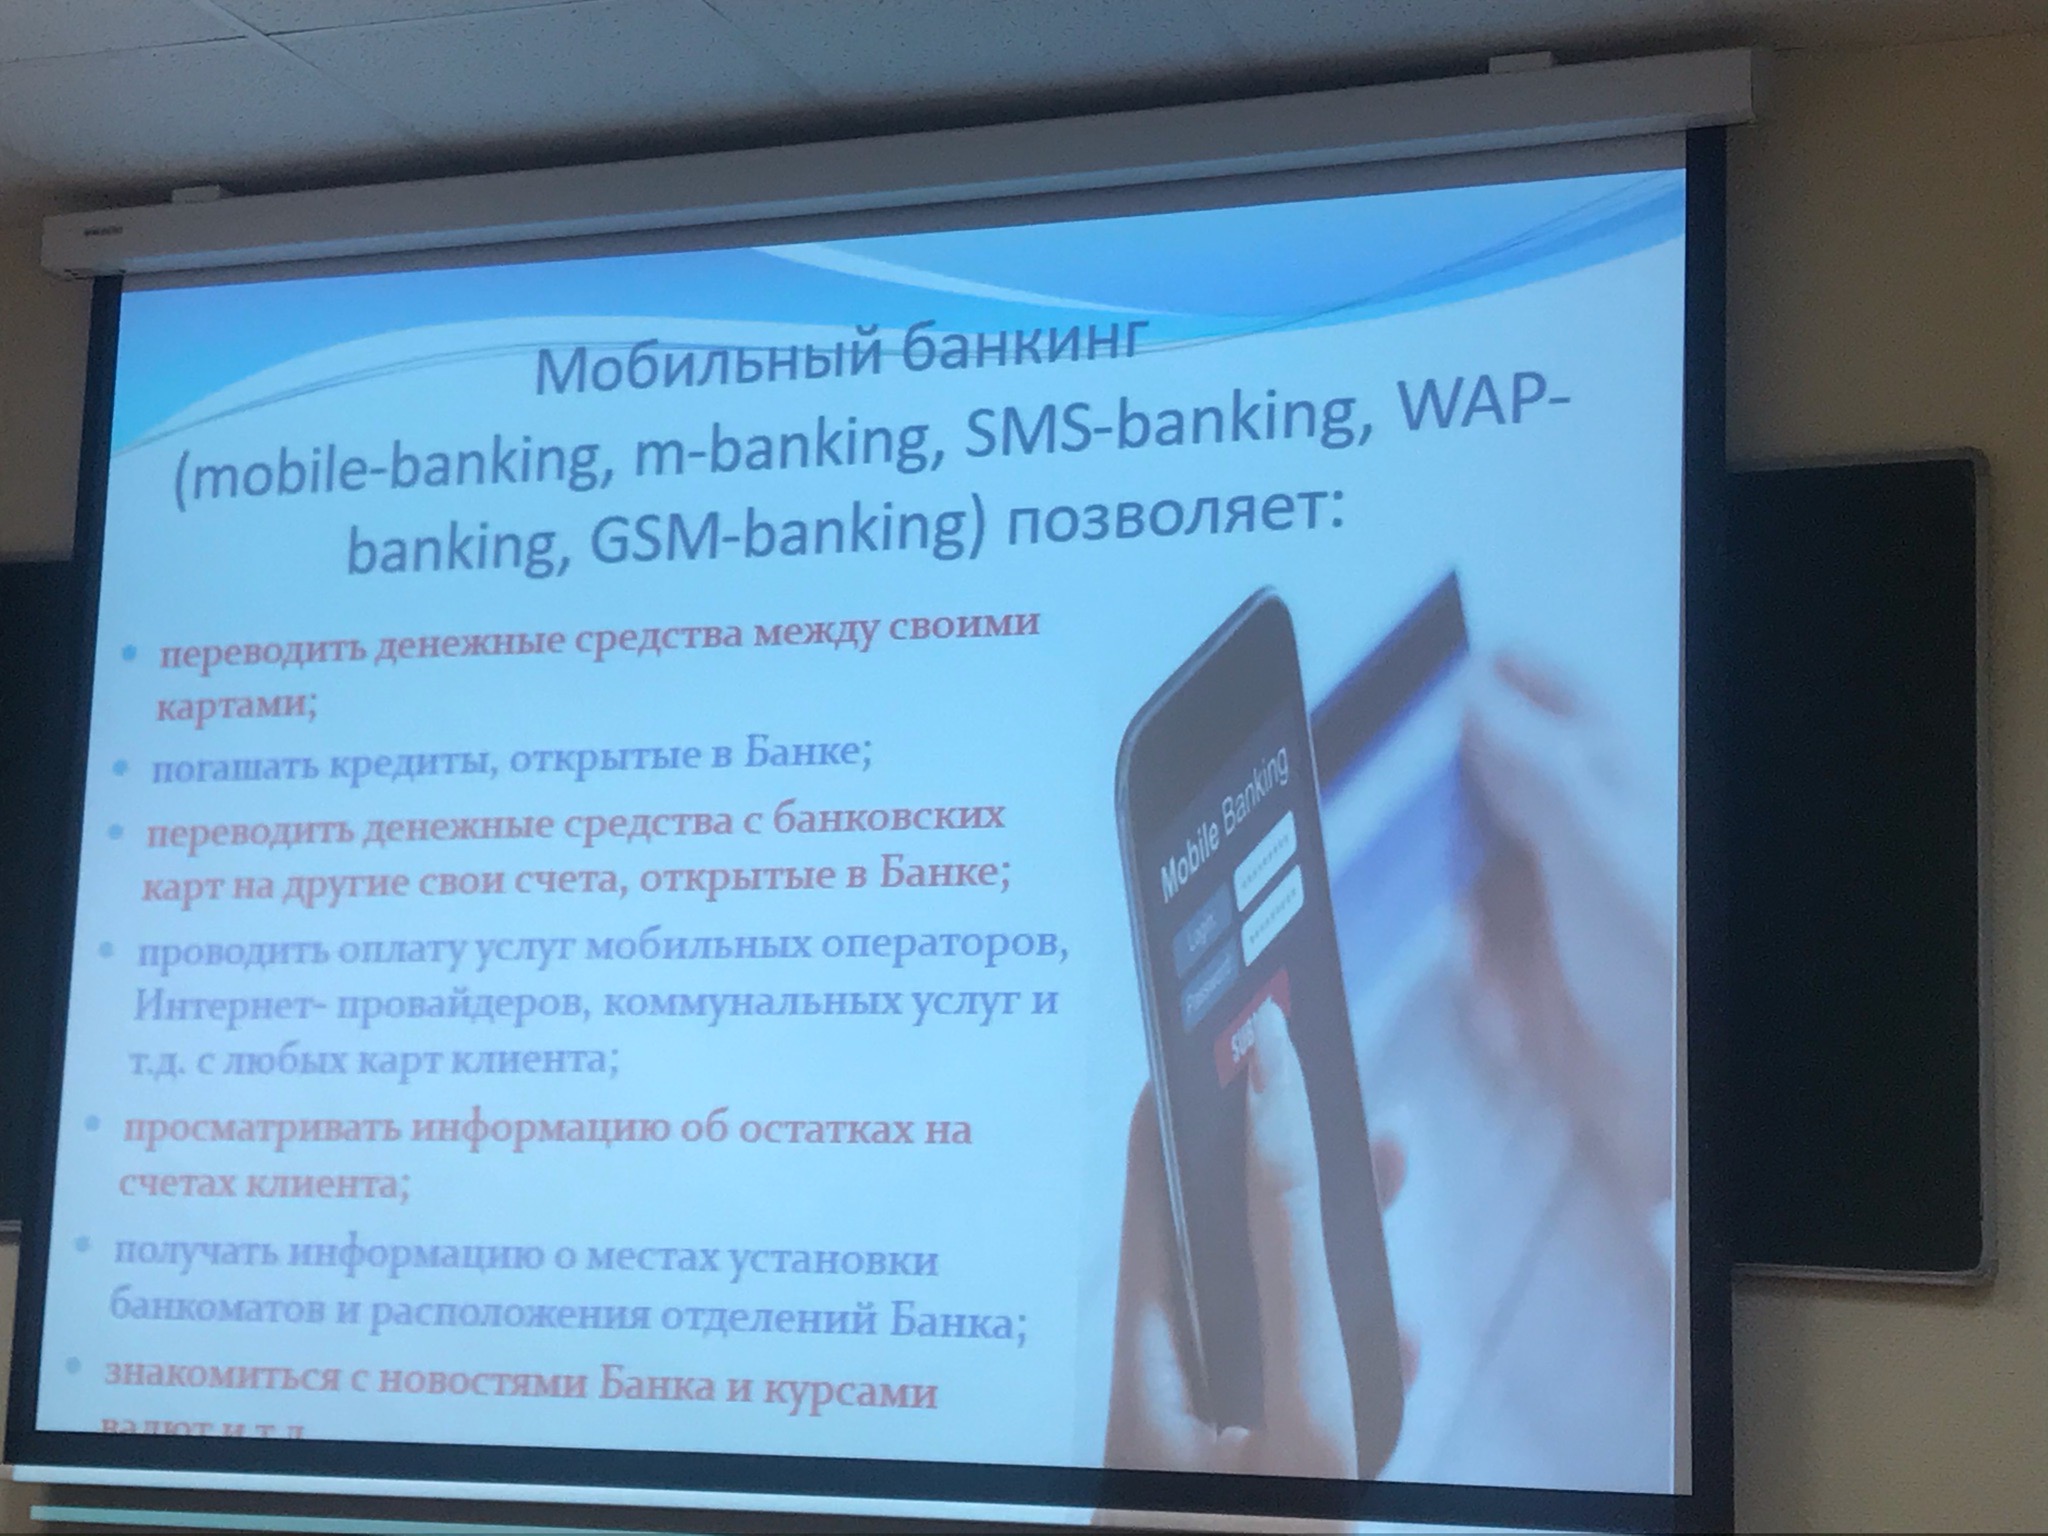 Мобильный банкинг
(mobile-banking, m-banking, SMS-banking, WAP-
banking, GSM-banking) позволяет:
• переводить денежные средства между своими
картами;
• погашать кредиты, открытые в Банке;
• переводить денежные средства с банковских
карт на другие свои счета, открытые в Банке;
• проводить оплату услуг мобильных операторов,
Интернет- провайдеров, коммунальных услуг и
т.д. с любых карт клиента;
• просматривать информацию об остатках на
счетах клиента;
• получать информацию о местах установки
банкоматов и расположения отделений Банка;
• знакомиться с новостями Банка и курсами
валют и т.д
Mobile Banking
Login
Password